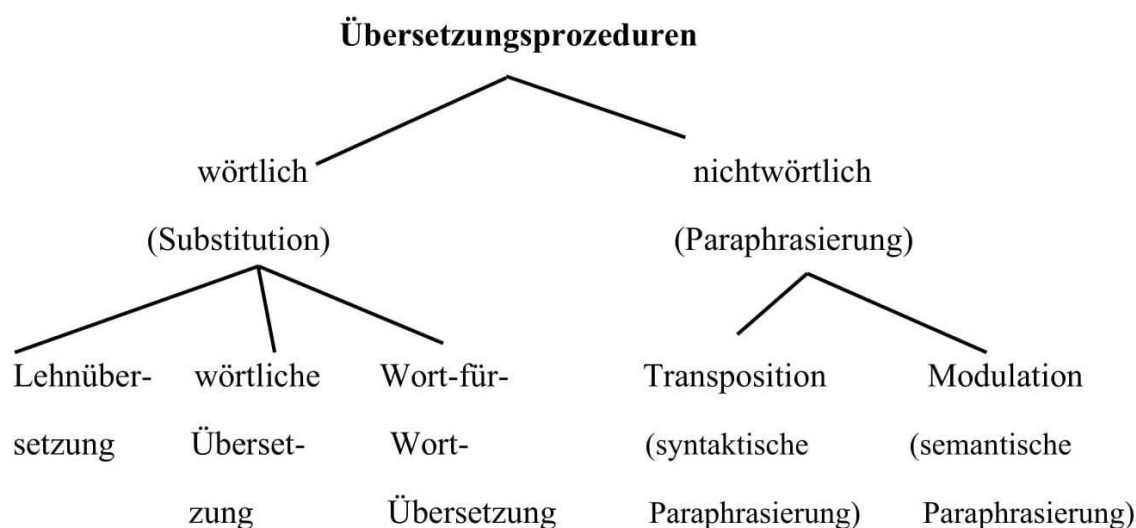 Übersetzungsprozeduren
wörtlich nichtwörtlich
(Substitution) (Paraphrasierung)
Lehnüber- wörtliche Wort-für- Transposition Modulation
setzung Überset- Wort- (syntaktische (semantische
zung Übersetzung Paraphrasierung) Paraphrasierung)